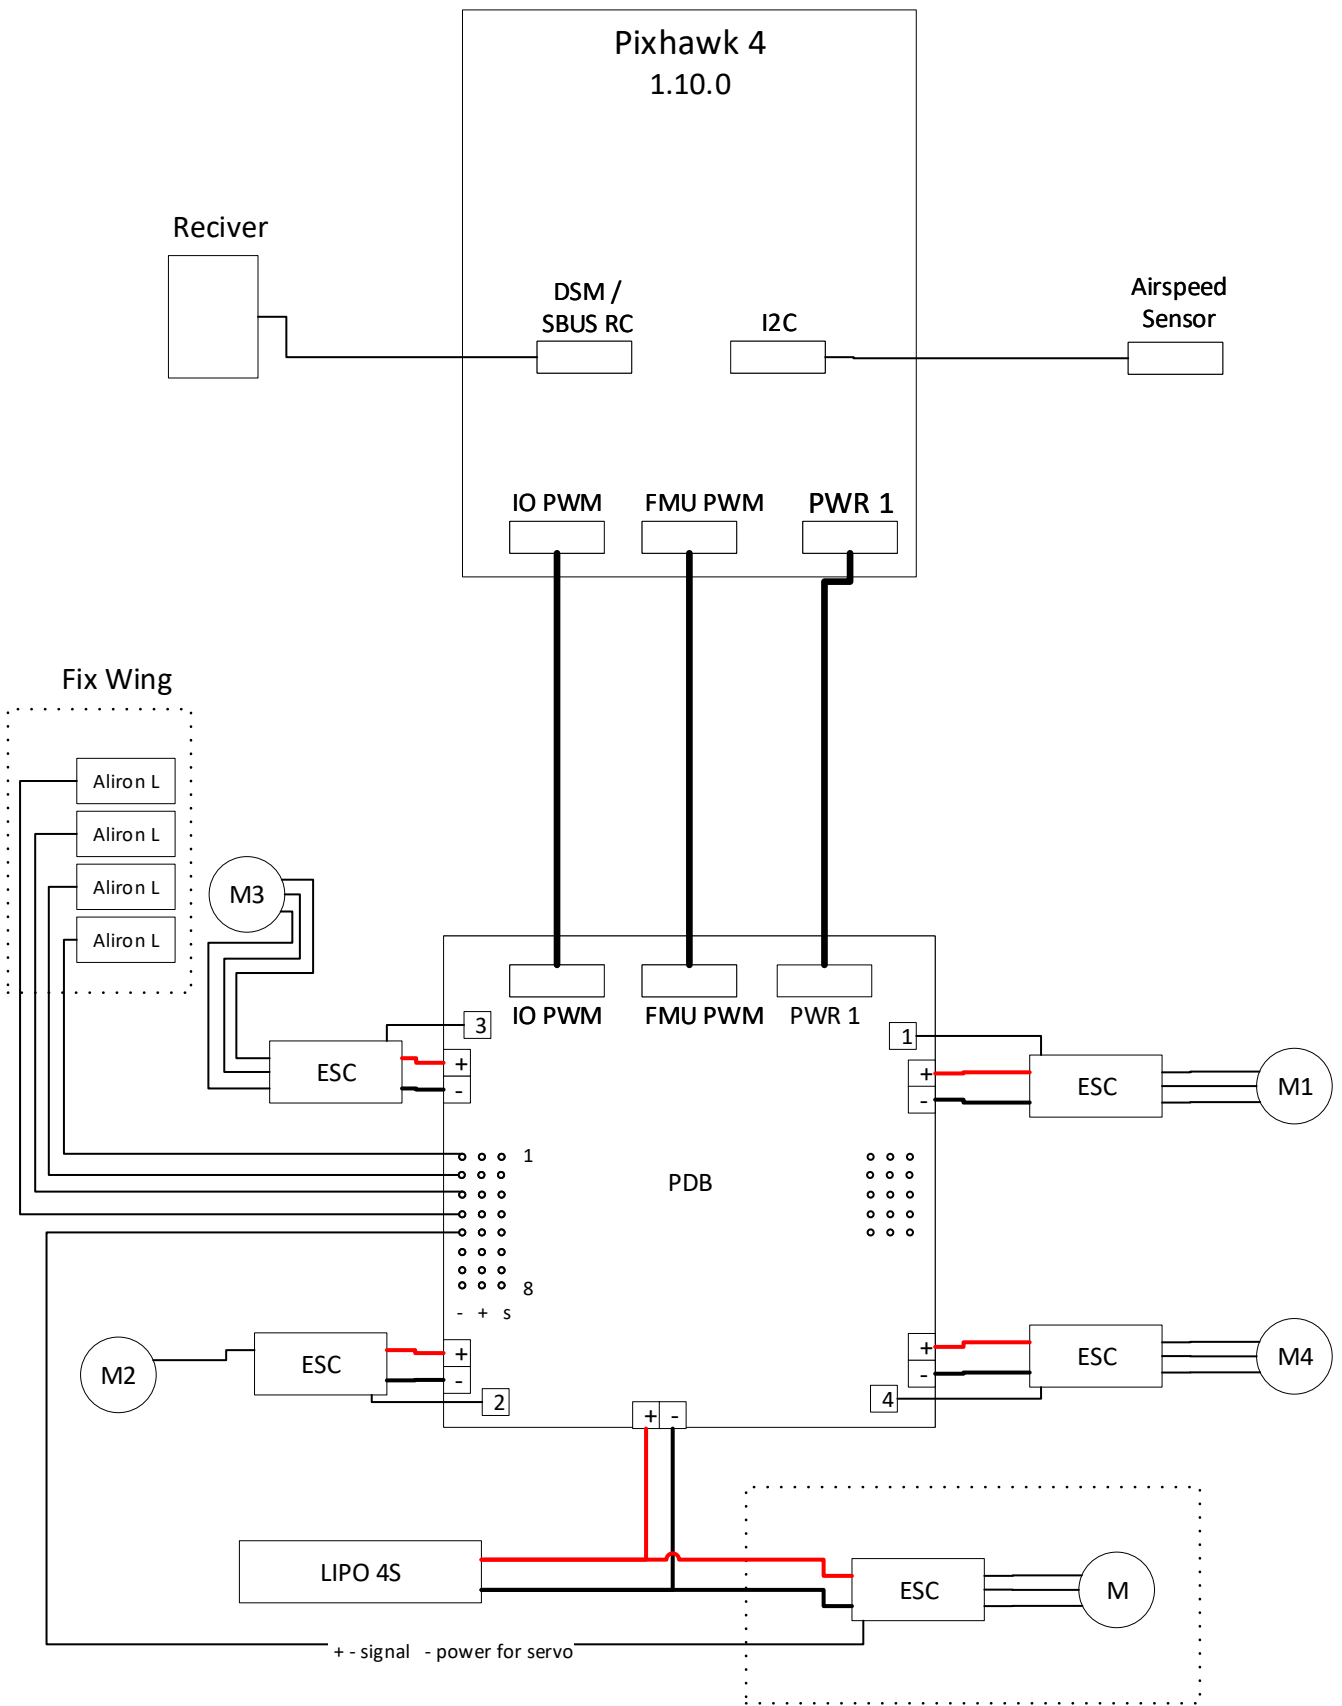 Pixhawk 4
1.10.0
Reciver
DSM /
SBUS RC
I2C
Airspeed
Sensor
IO PWM
FMU PWM
PWR 1
Fix Wing
Aliron L
Aliron L
Aliron L
Aliron L
M3
IO PWM
FMU PWM
PWR 1
3
ESC
+
-
1
+
-
ESC
M1
1
PDB
8
- + s
M2
ESC
+
-
2
+
-
ESC
M4
4
+ -
LIPO 4S
ESC
M
+ - signal - power for servo